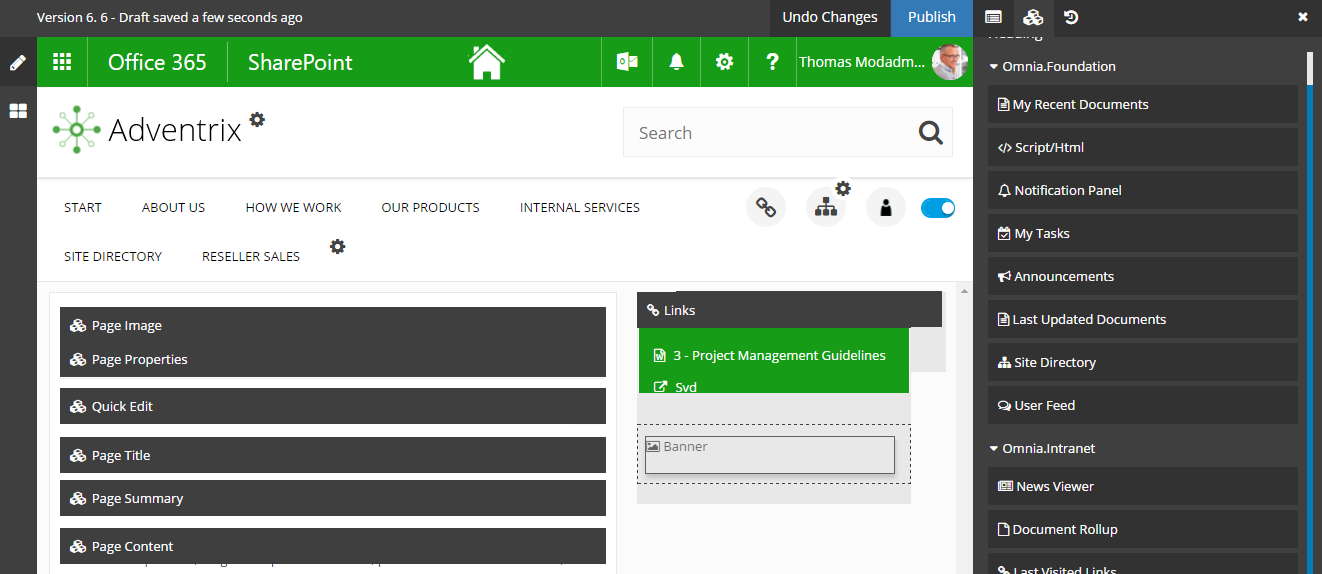 Version 6. 6 - Draft saved a few seconds ago
Undo Changes
Publish
Office 365
SharePoint
?
Thomas Modadm...
Adventrix
Search
START
ABOUT US
HOW WE WORK
OUR PRODUCTS
INTERNAL SERVICES
SITE DIRECTORY
RESELLER SALES
Page Image
Page Properties
Quick Edit
Page Title
Page Summary
Page Content
Links
3 - Project Management Guidelines
Svd
Banner
Heading
Omnia.Foundation
My Recent Documents
Script/Html
Notification Panel
My Tasks
Announcements
Last Updated Documents
Site Directory
User Feed
Omnia.Intranet
News Viewer
Document Rollup
Last Visited Links